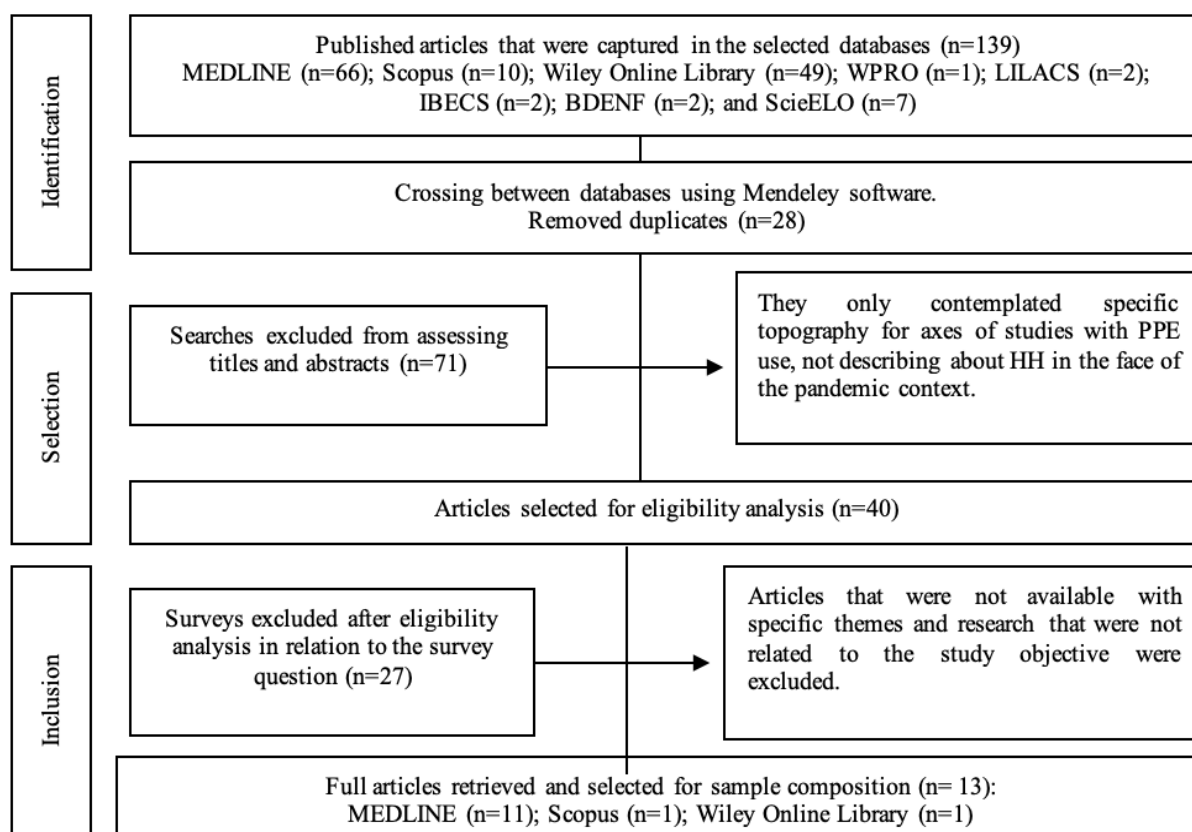 Identification
Published articles that were captured in the selected databases (n=139)
MEDLINE (n=66); Scopus (n=10); Wiley Online Library (n=49); WPRO (n=1); LILACS (n=2);
IBECS (n=2); BDENF (n=2); and ScieELO (n=7)
Crossing between databases using Mendeley software.
Removed duplicates (n=28)
Selection
Searches excluded from assessing
titles and abstracts (n=71)
They only contemplated specific
topography for axes of studies with PPE
use, not describing about HH in the face of
the pandemic context.
Articles selected for eligibility analysis (n=40)
Inclusion
Surveys excluded after eligibility
analysis in relation to the survey
question (n=27)
Articles that were not available with
specific themes and research that were not
related to the study objective were
excluded.
Full articles retrieved and selected for sample composition (n= 13):
MEDLINE (n=11); Scopus (n=1); Wiley Online Library (n=1)